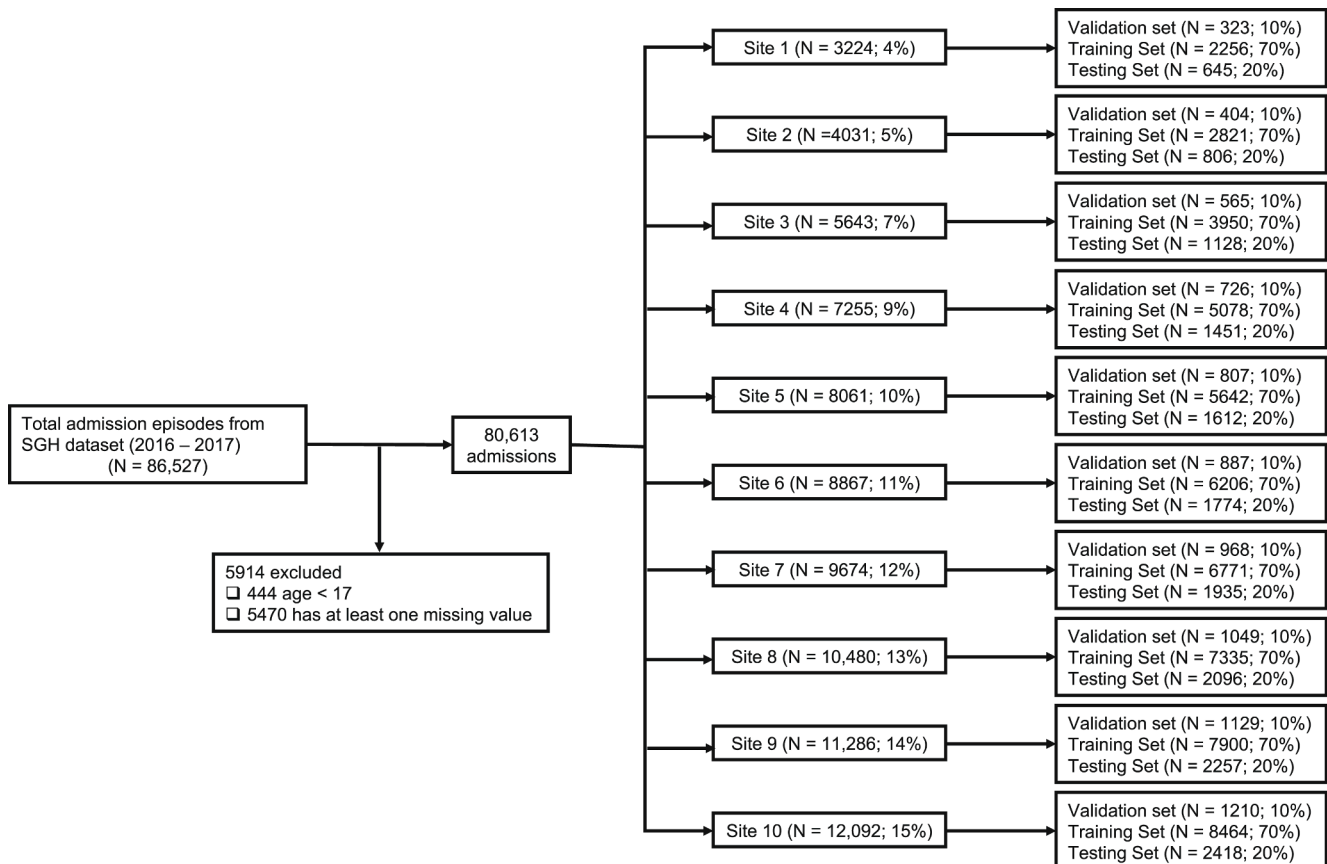 Total admission episodes from
SGH dataset (2016 – 2017)
(N = 86,527)
5914 excluded
❑ 444 age < 17
❑ 5470 has at least one missing value
80,613
admissions
Site 1 (N = 3224; 4%)
Validation set (N = 323; 10%)
Training Set (N = 2256; 70%)
Testing Set (N = 645; 20%)
Site 2 (N =4031; 5%)
Validation set (N = 404; 10%)
Training Set (N = 2821; 70%)
Testing Set (N = 806; 20%)
Site 3 (N = 5643; 7%)
Validation set (N = 565; 10%)
Training Set (N = 3950; 70%)
Testing Set (N = 1128; 20%)
Site 4 (N = 7255; 9%)
Validation set (N = 726; 10%)
Training Set (N = 5078; 70%)
Testing Set (N = 1451; 20%)
Site 5 (N = 8061; 10%)
Validation set (N = 807; 10%)
Training Set (N = 5642; 70%)
Testing Set (N = 1612; 20%)
Site 6 (N = 8867; 11%)
Validation set (N = 887; 10%)
Training Set (N = 6206; 70%)
Testing Set (N = 1774; 20%)
Site 7 (N = 9674; 12%)
Validation set (N = 968; 10%)
Training Set (N = 6771; 70%)
Testing Set (N = 1935; 20%)
Site 8 (N = 10,480; 13%)
Validation set (N = 1049; 10%)
Training Set (N = 7335; 70%)
Testing Set (N = 2096; 20%)
Site 9 (N = 11,286; 14%)
Validation set (N = 1129; 10%)
Training Set (N = 7900; 70%)
Testing Set (N = 2257; 20%)
Site 10 (N = 12,092; 15%)
Validation set (N = 1210; 10%)
Training Set (N = 8464; 70%)
Testing Set (N = 2418; 20%)